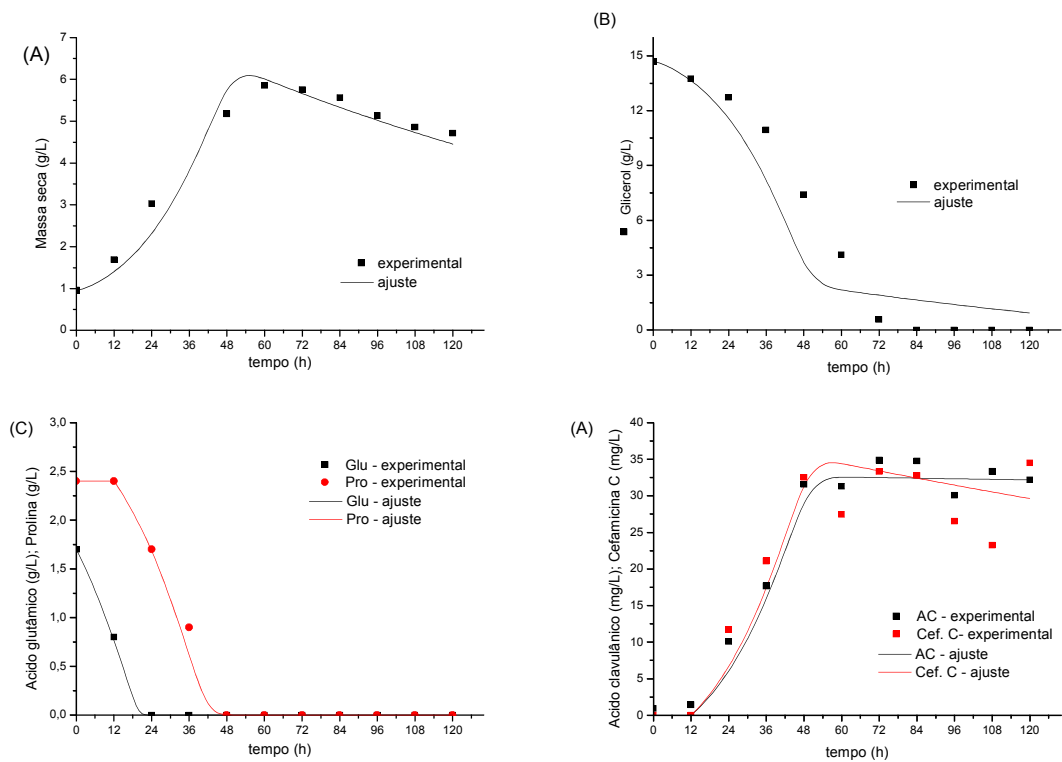 (A)
Massa seca (g/L)
7
6
5
4
3
2
1
0
experimental
ajuste
0 12 24 36 48 60 72 84 96 108 120
tempo (h)
(B)
Glicerol (g/L)
15
12
9
6
3
0
experimental
ajuste
0 12 24 36 48 60 72 84 96 108 120
tempo (h)
(C)
Acido glutâmico (g/L); Prolina (g/L)
3,0
2,5
2,0
1,5
1,0
0,5
0,0
Glu - experimental
Pro - experimental
Glu - ajuste
Pro - ajuste
0 12 24 36 48 60 72 84 96 108 120
tempo (h)
(A)
Acido clavulânico (mg/L); Cefamicina C (mg/L)
40
35
30
25
20
15
10
5
0
AC - experimental
Cef. C- experimental
AC - ajuste
Cef. C - ajuste
0 12 24 36 48 60 72 84 96 108 120
tempo (h)